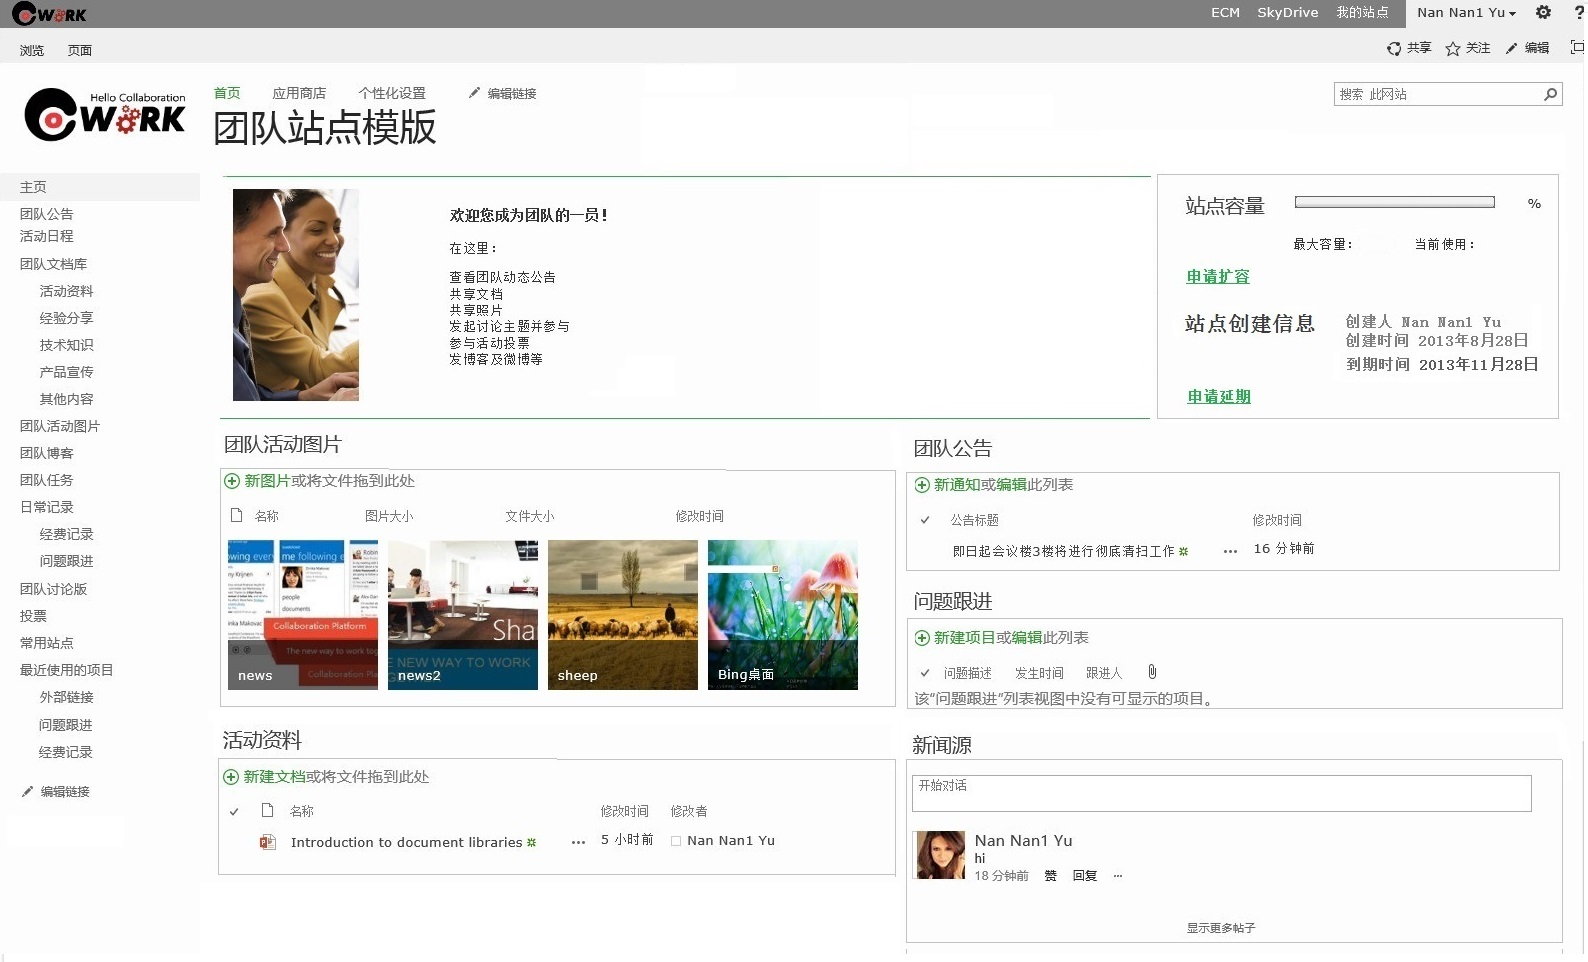 CWORK
ECM SkyDrive 我的站点 Nan Nan1 Yu ?
浏览 页面
共享 关注 编辑
Hello Collaboration
CWORK
首页 应用商店 个性化设置 编辑链接
团队站点模版
搜索 此网站
主页
团队公告
活动日程
团队文档库
活动资料
经验分享
技术知识
产品宣传
其他内容
团队活动图片
团队博客
团队任务
日常记录
经费记录
问题跟进
团队讨论版
投票
常用站点
最近使用的项目
外部链接
问题跟进
经费记录
编辑链接
欢迎您成为团队的一员！
在这里：
查看团队动态公告
共享文档
共享照片
发起讨论主题并参与
参与活动投票
发博客及微博等
站点容量 %
最大容量： 当前使用：
申请扩容
站点创建信息
创建人 Nan Nan1 Yu
创建时间 2013年8月28日
到期时间 2013年11月28日
申请延期
团队活动图片
新图片或将文件拖到此处
名称 图片大小 文件大小 修改时间
Collaboration Platform
The new way to work tog
Collaboration Pla
news
Sha
NEW WAY TO WORK
news2
sheep
Bing桌面
团队公告
新通知或编辑此列表
公告标题 修改时间
即日起会议楼3楼将进行彻底清扫工作 ... 16 分钟前
问题跟进
新建项目或编辑此列表
问题描述 发生时间 跟进人
该“问题跟进”列表视图中没有可显示的项目。
活动资料
新建文档或将文件拖到此处
名称 修改时间 修改者
Introduction to document libraries ... 5 小时前 Nan Nan1 Yu
新闻源
开始对话
Nan Nan1 Yu
hi
18 分钟前 赞 回复 ...
显示更多帖子